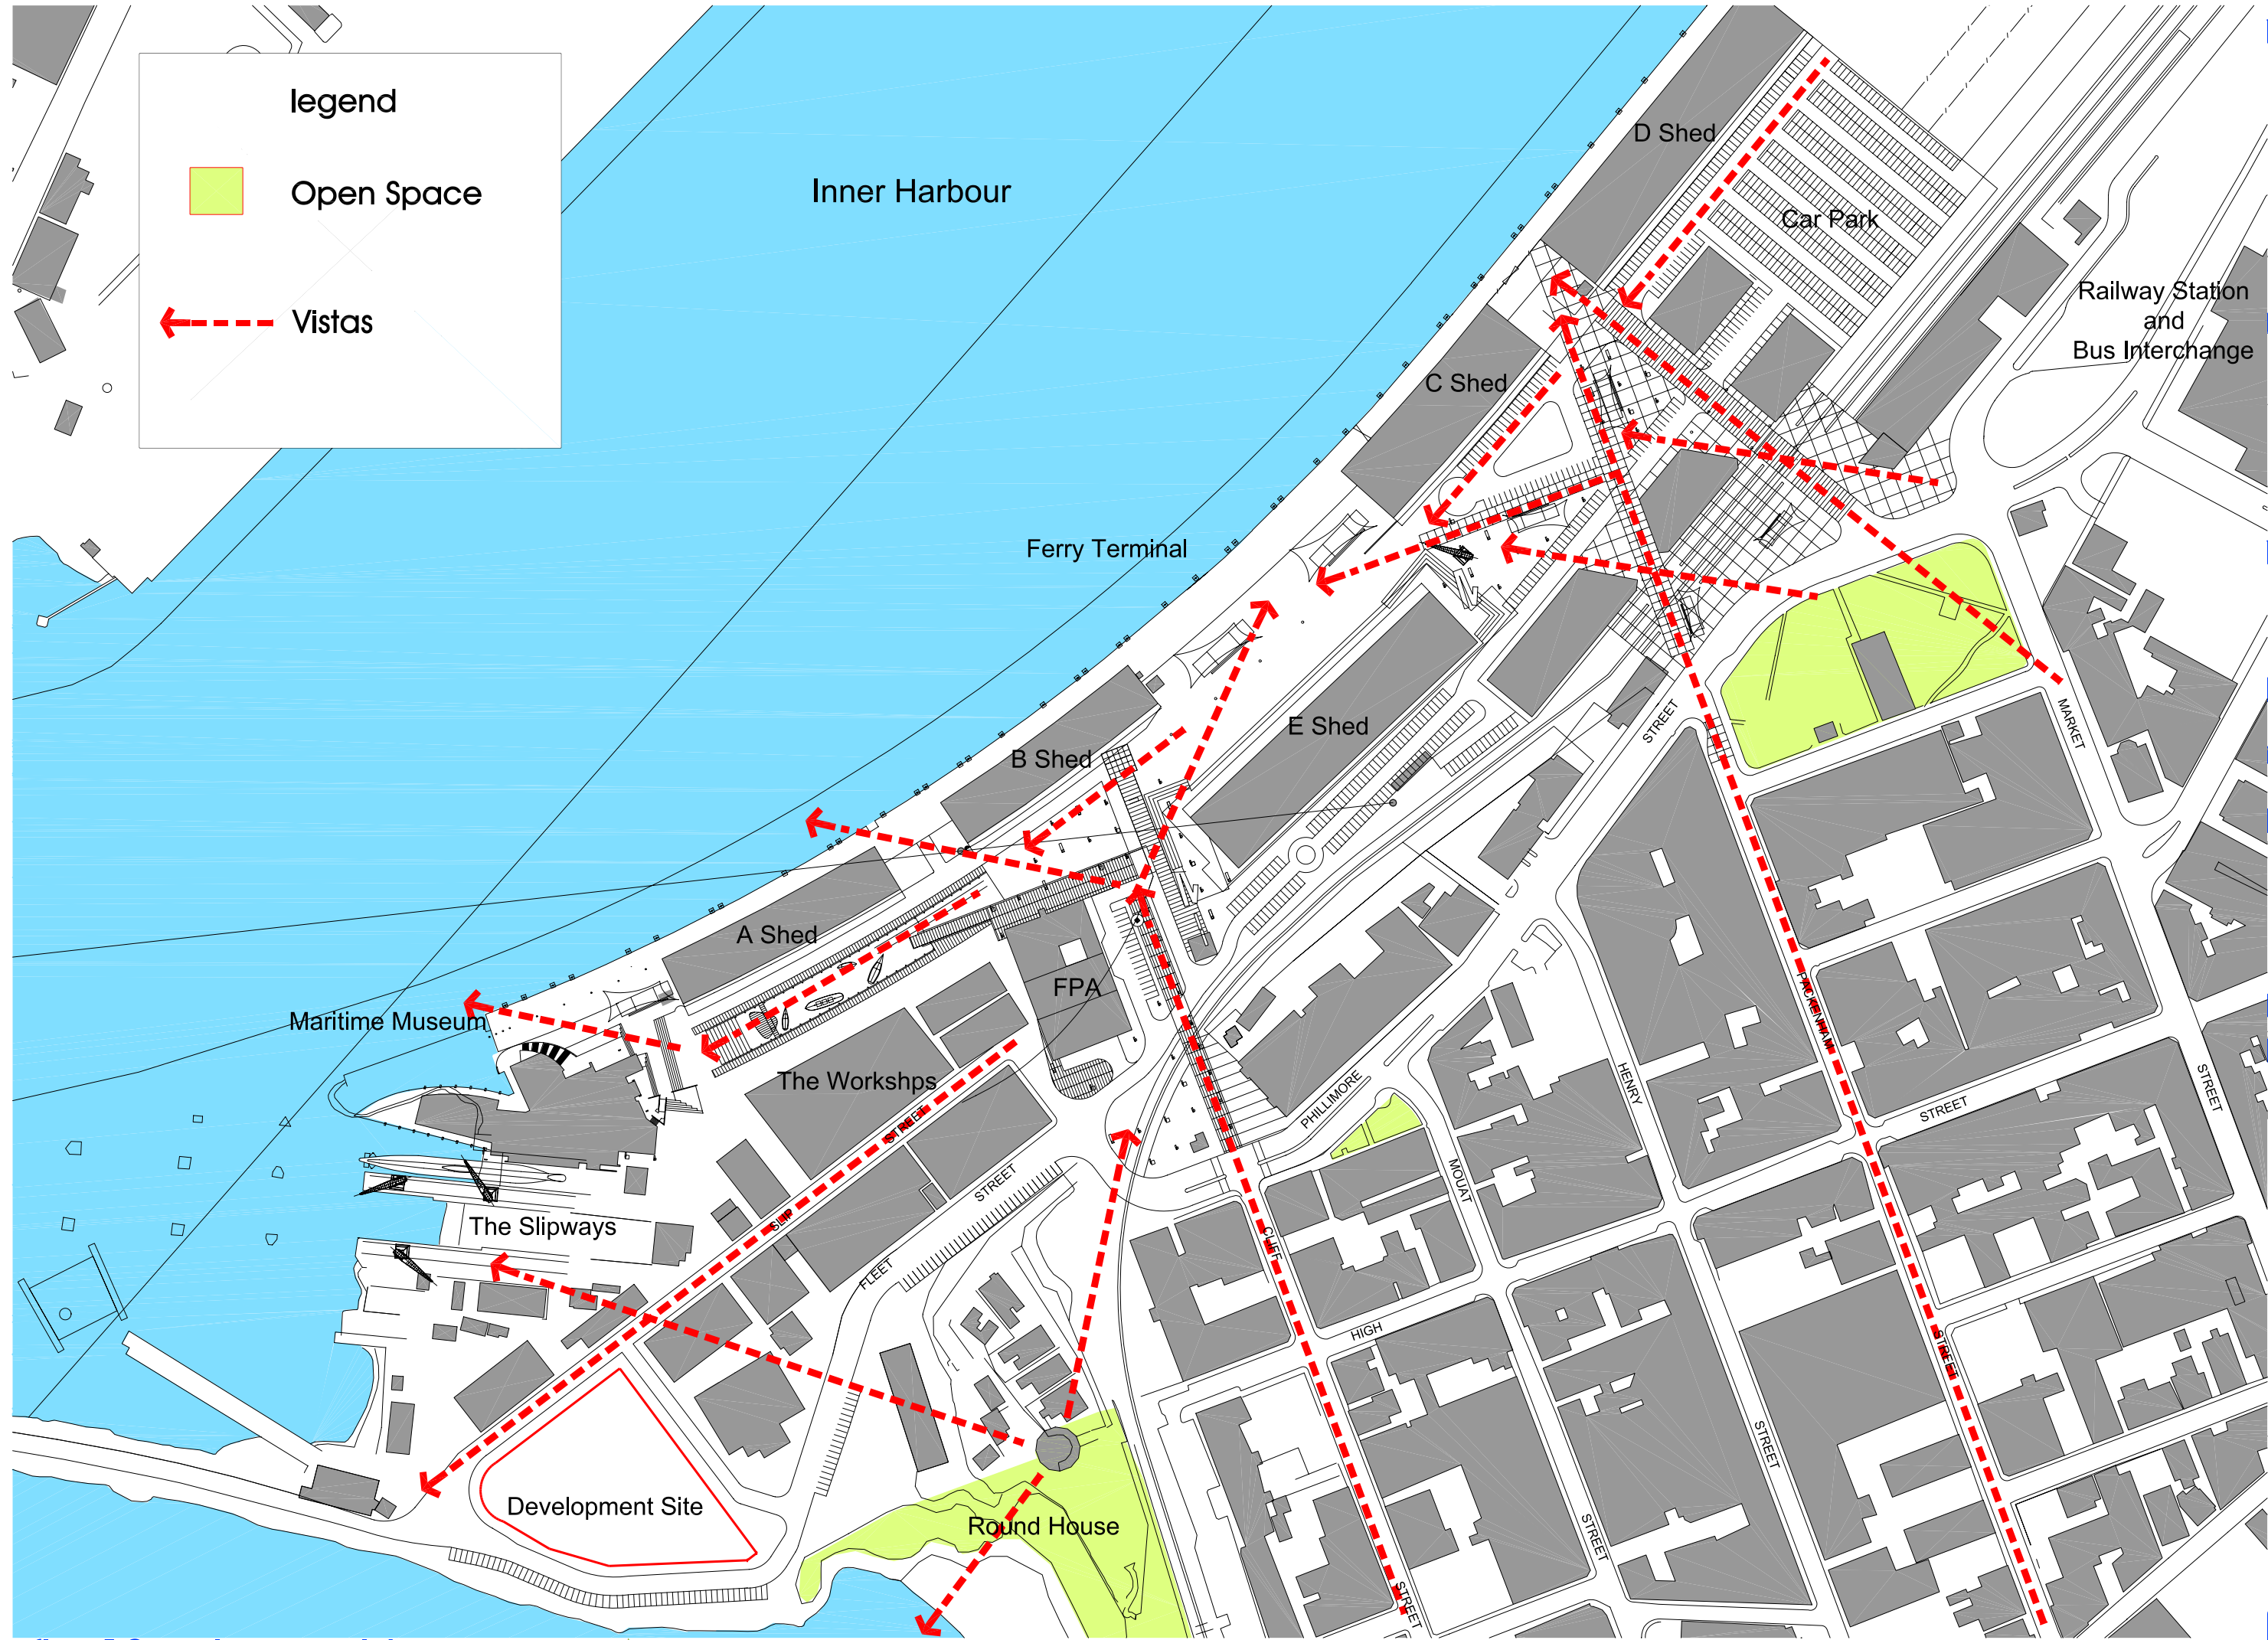 legend
Open Space
Vistas
Inner Harbour
D Shed
Car Park
Railway Station
and
Bus Interchange
C Shed
Ferry Terminal
E Shed
B Shed
STREET
MARKET
A Shed
FPA
Maritime Museum
PACKENHAM
The Workshps
HENRY
PHILLIMORE
STREET
STREET
STREET
MOUAT
STREET
The Slipways
SLIP
CLIFF
FLEET
HIGH
STREET
STREET
Development Site
Round House
STREET
STREET